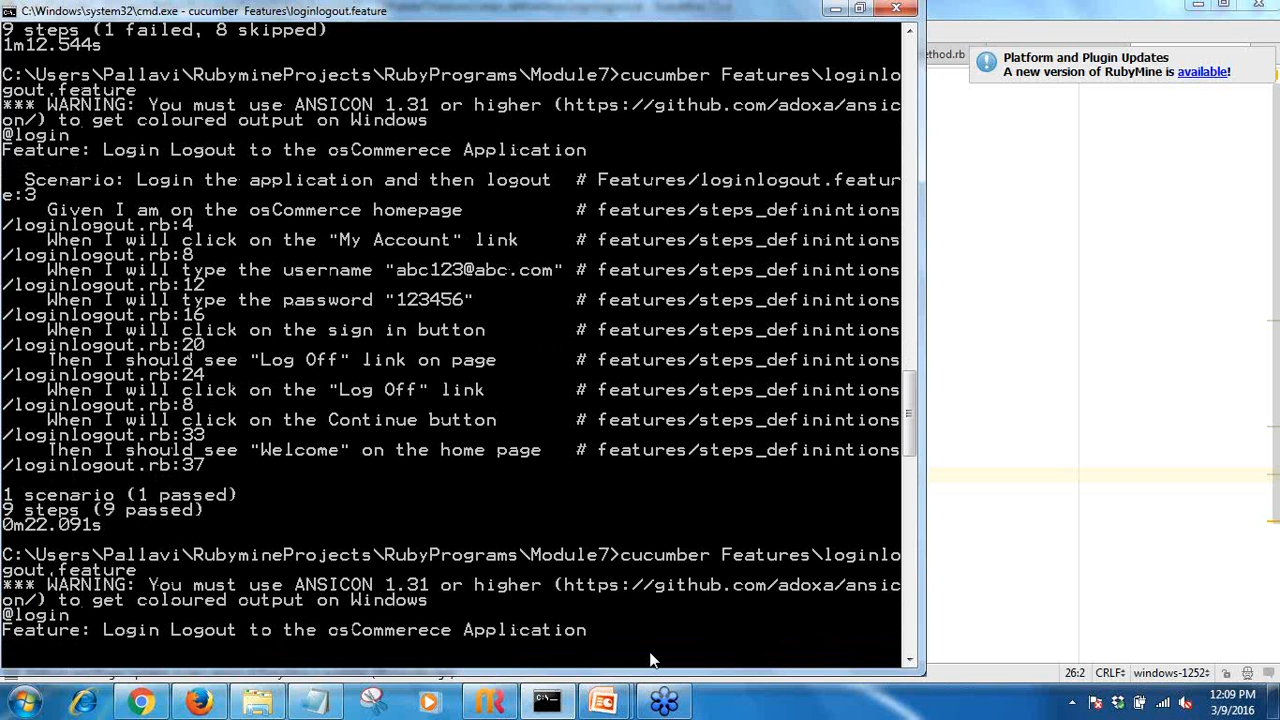 C:\Windows\system32\cmd.exe - cucumber  Features\loginlogout.feature
9 steps (1 failed, 8 skipped)
1m12.544s
C:\Users\Pallavi\RubymineProjects\RubyPrograms\Module7>cucumber Features\loginlo
gout.feature
*** WARNING: You must use ANSICON 1.31 or higher (https://github.com/adoxa/ansic
on/) to get coloured output on Windows
@login
Feature: Login Logout to the osCommerece Application
Scenario: Login the application and then logout # Features/loginlogout.featur
e:3
Given I am on the osCommerce homepage # features/steps_definintions
/loginlogout.rb:4
When I will click on the "My Account" link # features/steps_definintions
/loginlogout.rb:8
When I will type the username "abc123@abc.com" # features/steps_definintions
/loginlogout.rb:12
When I will type the password "123456" # features/steps_definintions
/loginlogout.rb:16
When I will click on the sign in button # features/steps_definintions
/loginlogout.rb:20
Then I should see "Log Off" link on page # features/steps_definintions
/loginlogout.rb:24
When I will click on the "Log Off" link # features/steps_definintions
/loginlogout.rb:8
When I will click on the Continue button # features/steps_definintions
/loginlogout.rb:33
Then I should see "Welcome" on the home page # features/steps_definintions
/loginlogout.rb:37
1 scenario (1 passed)
9 steps (9 passed)
0m22.091s
C:\Users\Pallavi\RubymineProjects\RubyPrograms\Module7>cucumber Features\loginlo
gout.feature
*** WARNING: You must use ANSICON 1.31 or higher (https://github.com/adoxa/ansic
on/) to get coloured output on Windows
@login
Feature: Login Logout to the osCommerece Application
ethod.rb
Platform and Plugin Updates
A new version of RubyMine is available!
26:2 CRLF÷ windows-1252÷
12:09 PM
3/9/2016